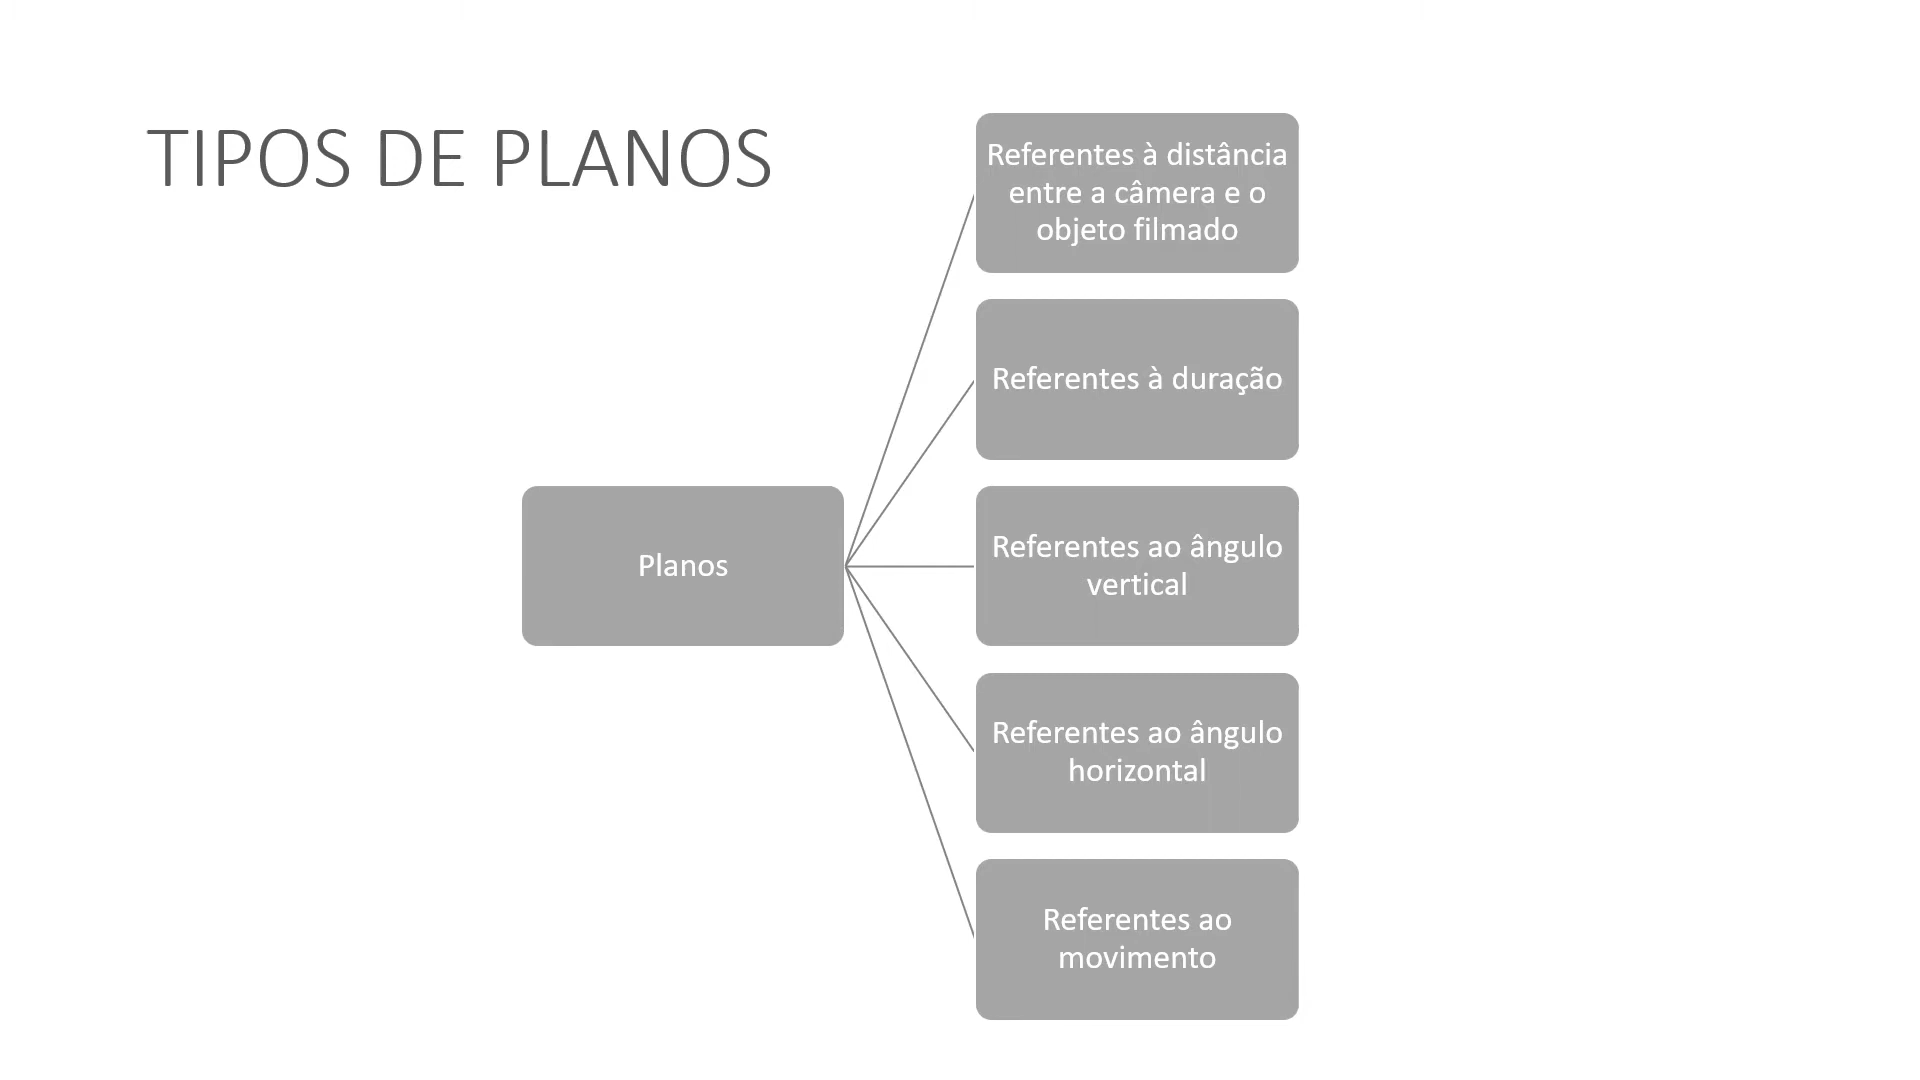 TIPOS DE PLANOS
Planos
Referentes à distância
entre a câmera e o
objeto filmado
Referentes à duração
Referentes ao ângulo
vertical
Referentes ao ângulo
horizontal
Referentes ao
movimento